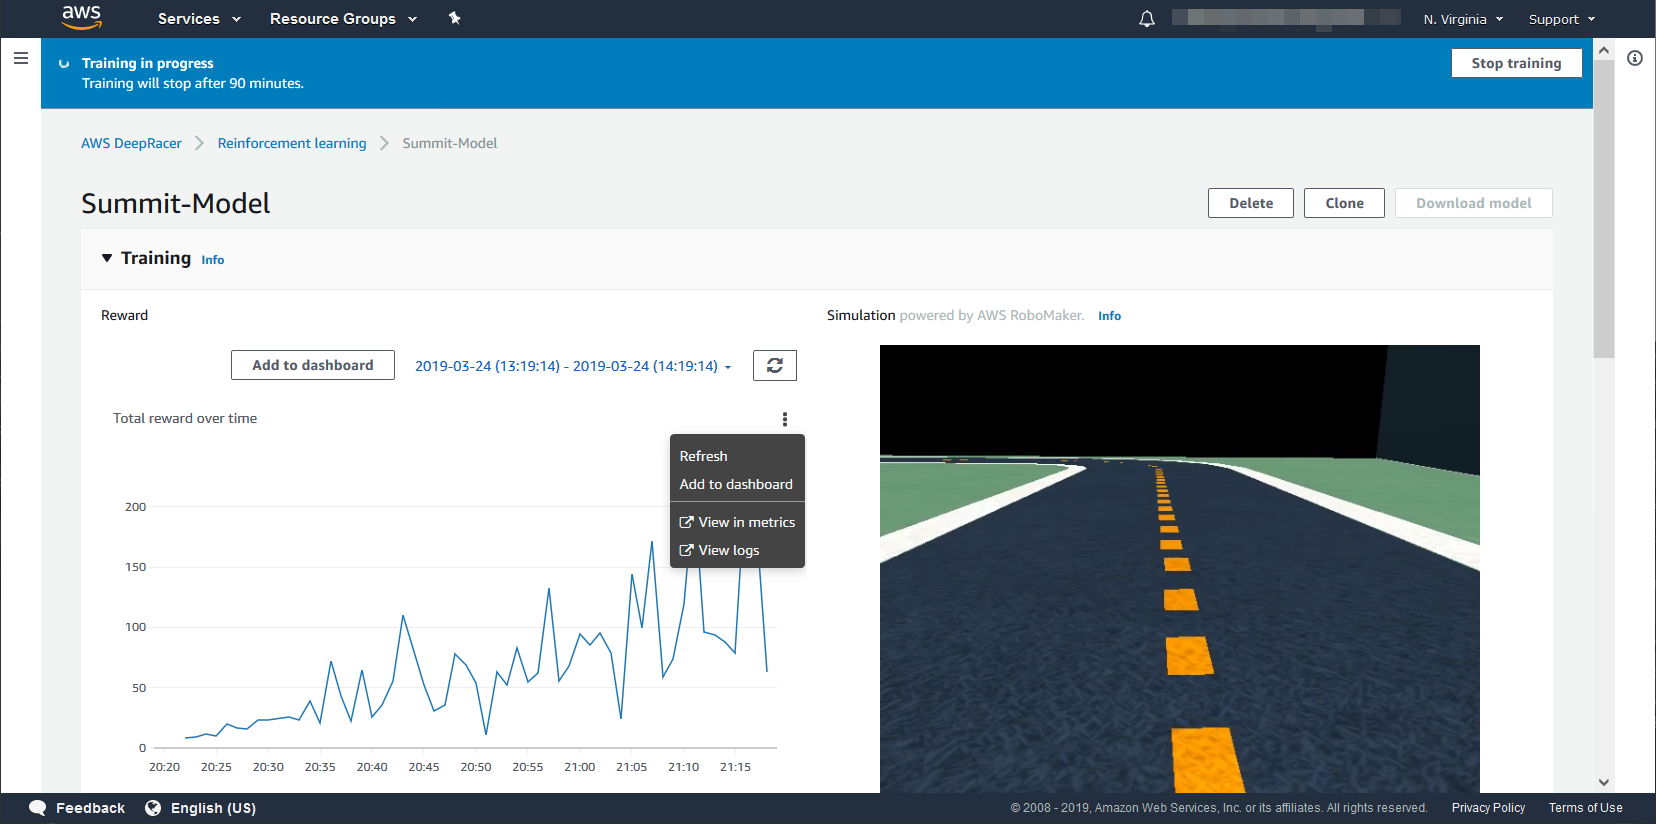 aws
Services
Resource Groups
N. Virginia
Support
Training in progress
Training will stop after 90 minutes.
Stop training
AWS DeepRacer
Reinforcement learning
Summit-Model
Summit-Model
Delete
Clone
Download model
Training Info
Reward
Add to dashboard
2019-03-24 (13:19:14) - 2019-03-24 (14:19:14)
Total reward over time
Refresh
Add to dashboard
View in metrics
View logs
200
150
100
50
0
20:20 20:25 20:30 20:35 20:40 20:45 20:50 20:55 21:00 21:05 21:10 21:15
Simulation powered by AWS RoboMaker. Info
Feedback
English (US)
© 2008 - 2019, Amazon Web Services, Inc. or its affiliates. All rights reserved.
Privacy Policy
Terms of Use